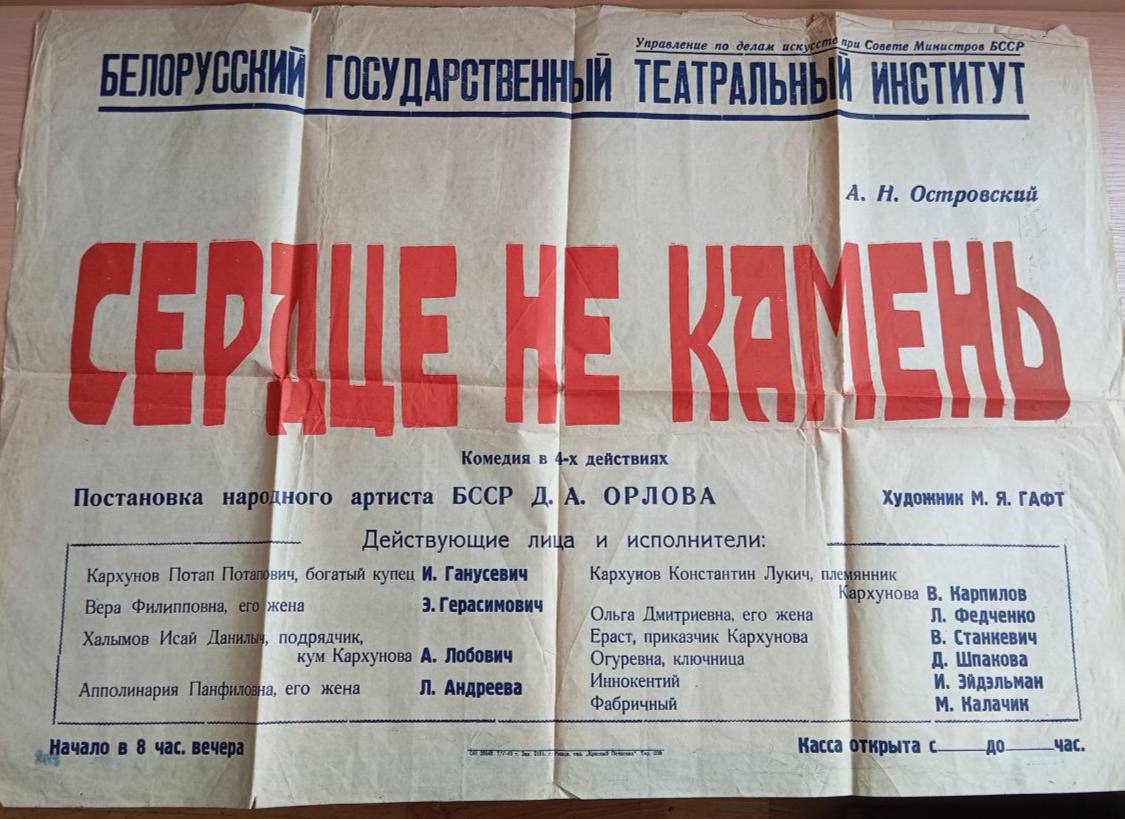 Управление по делам искусств при Совете Министров БССР
БЕЛОРУССКИЙ ГОСУДАРСТВЕННЫЙ ТЕАТРАЛЬНЫЙ ИНСТИТУТ
А. Н. Островский
СЕРДЦЕ НЕ КАМЕНЬ
Комедия в 4-х действиях
Постановка народного артиста БССР Д. А. ОРЛОВА
Художник М. Я. ГАФТ
Действующие лица и исполнители:
Кархунов Потап Потапович, богатый купец И. Ганусевич
Вера Филипповна, его жена Э. Герасимович
Халымов Исай Данилыч, подрядчик,
кум Кархунова А. Лобович
Апполинария Панфиловна, его жена Л. Андреева
Кархунов Константин Лукич, племянник
Кархунова В. Карпилов
Ольга Дмитриевна, его жена Л. Федченко
Ераст, приказчик Кархунова В. Станкевич
Огуревна, ключница Д. Шпакова
Иннокентий И. Эйдэльман
Фабричный М. Калачик
Начало в 8 час. вечера
Касса открыта с____до____час.